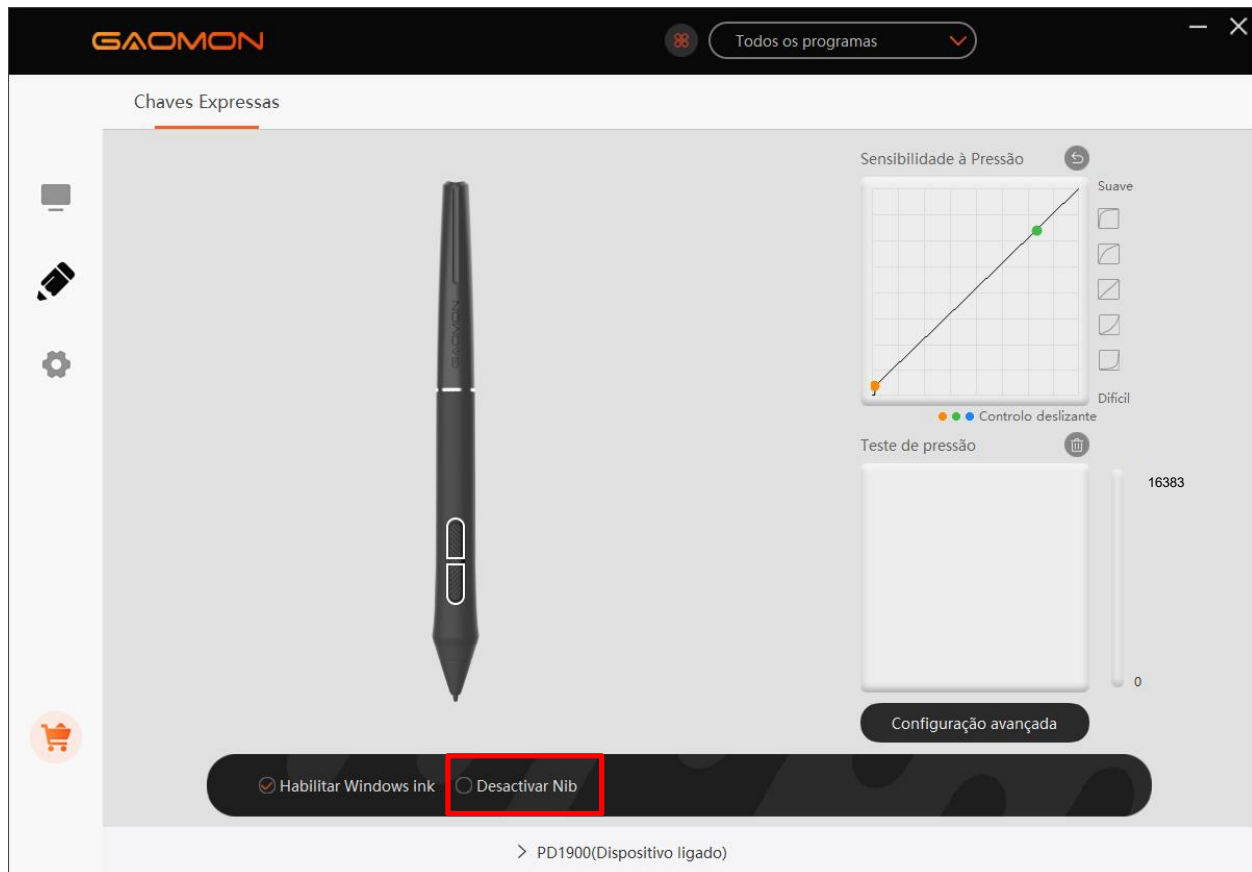 GAOMON
Todos os programas
Chaves Expressas
Sensibilidade à Pressão
Suave
GAOMON
Difícil
Controlo deslizante
Teste de pressão
16383
0
Configuração avançada
Habilitar Windows ink
Desactivar Nib
PD1900(Dispositivo ligado)